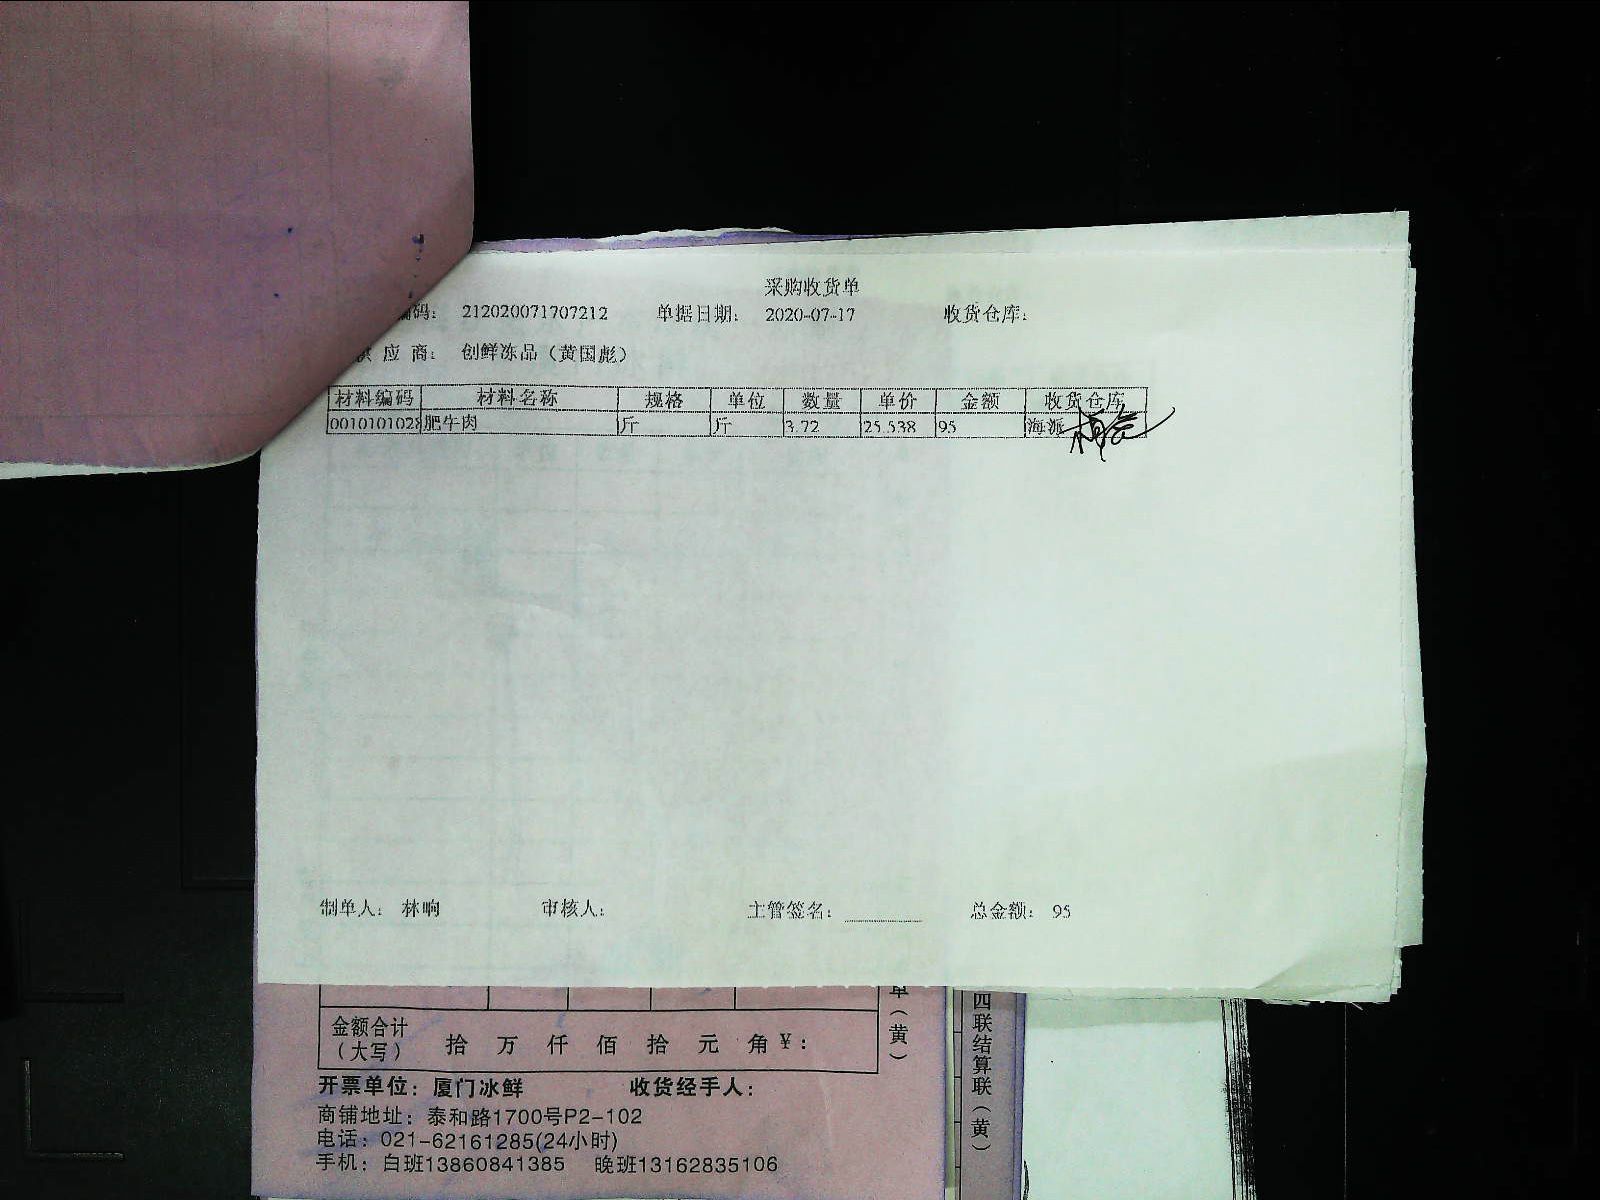 采购收货单
编码： 212020071707212 单据日期： 2020-07-17 收货仓库：
供应商： 创鲜冻品（黄国彪）
材料编码 材料名称 规格 单位 数量 单价 金额 收货仓库
0010101028 肥牛肉 斤 斤 3.72 25.538 95 海派
制单人： 林响 审核人： 主管签名： 总金额： 95
单（黄）
四联结算联（黄）
金额合计
（大写） 拾 万 仟 佰 拾 元 角 ¥：
开票单位：厦门冰鲜 收货经手人：
商铺地址：泰和路1700号P2-102
电话：021-62161285(24小时)
手机：白班13860841385 晚班13162835106